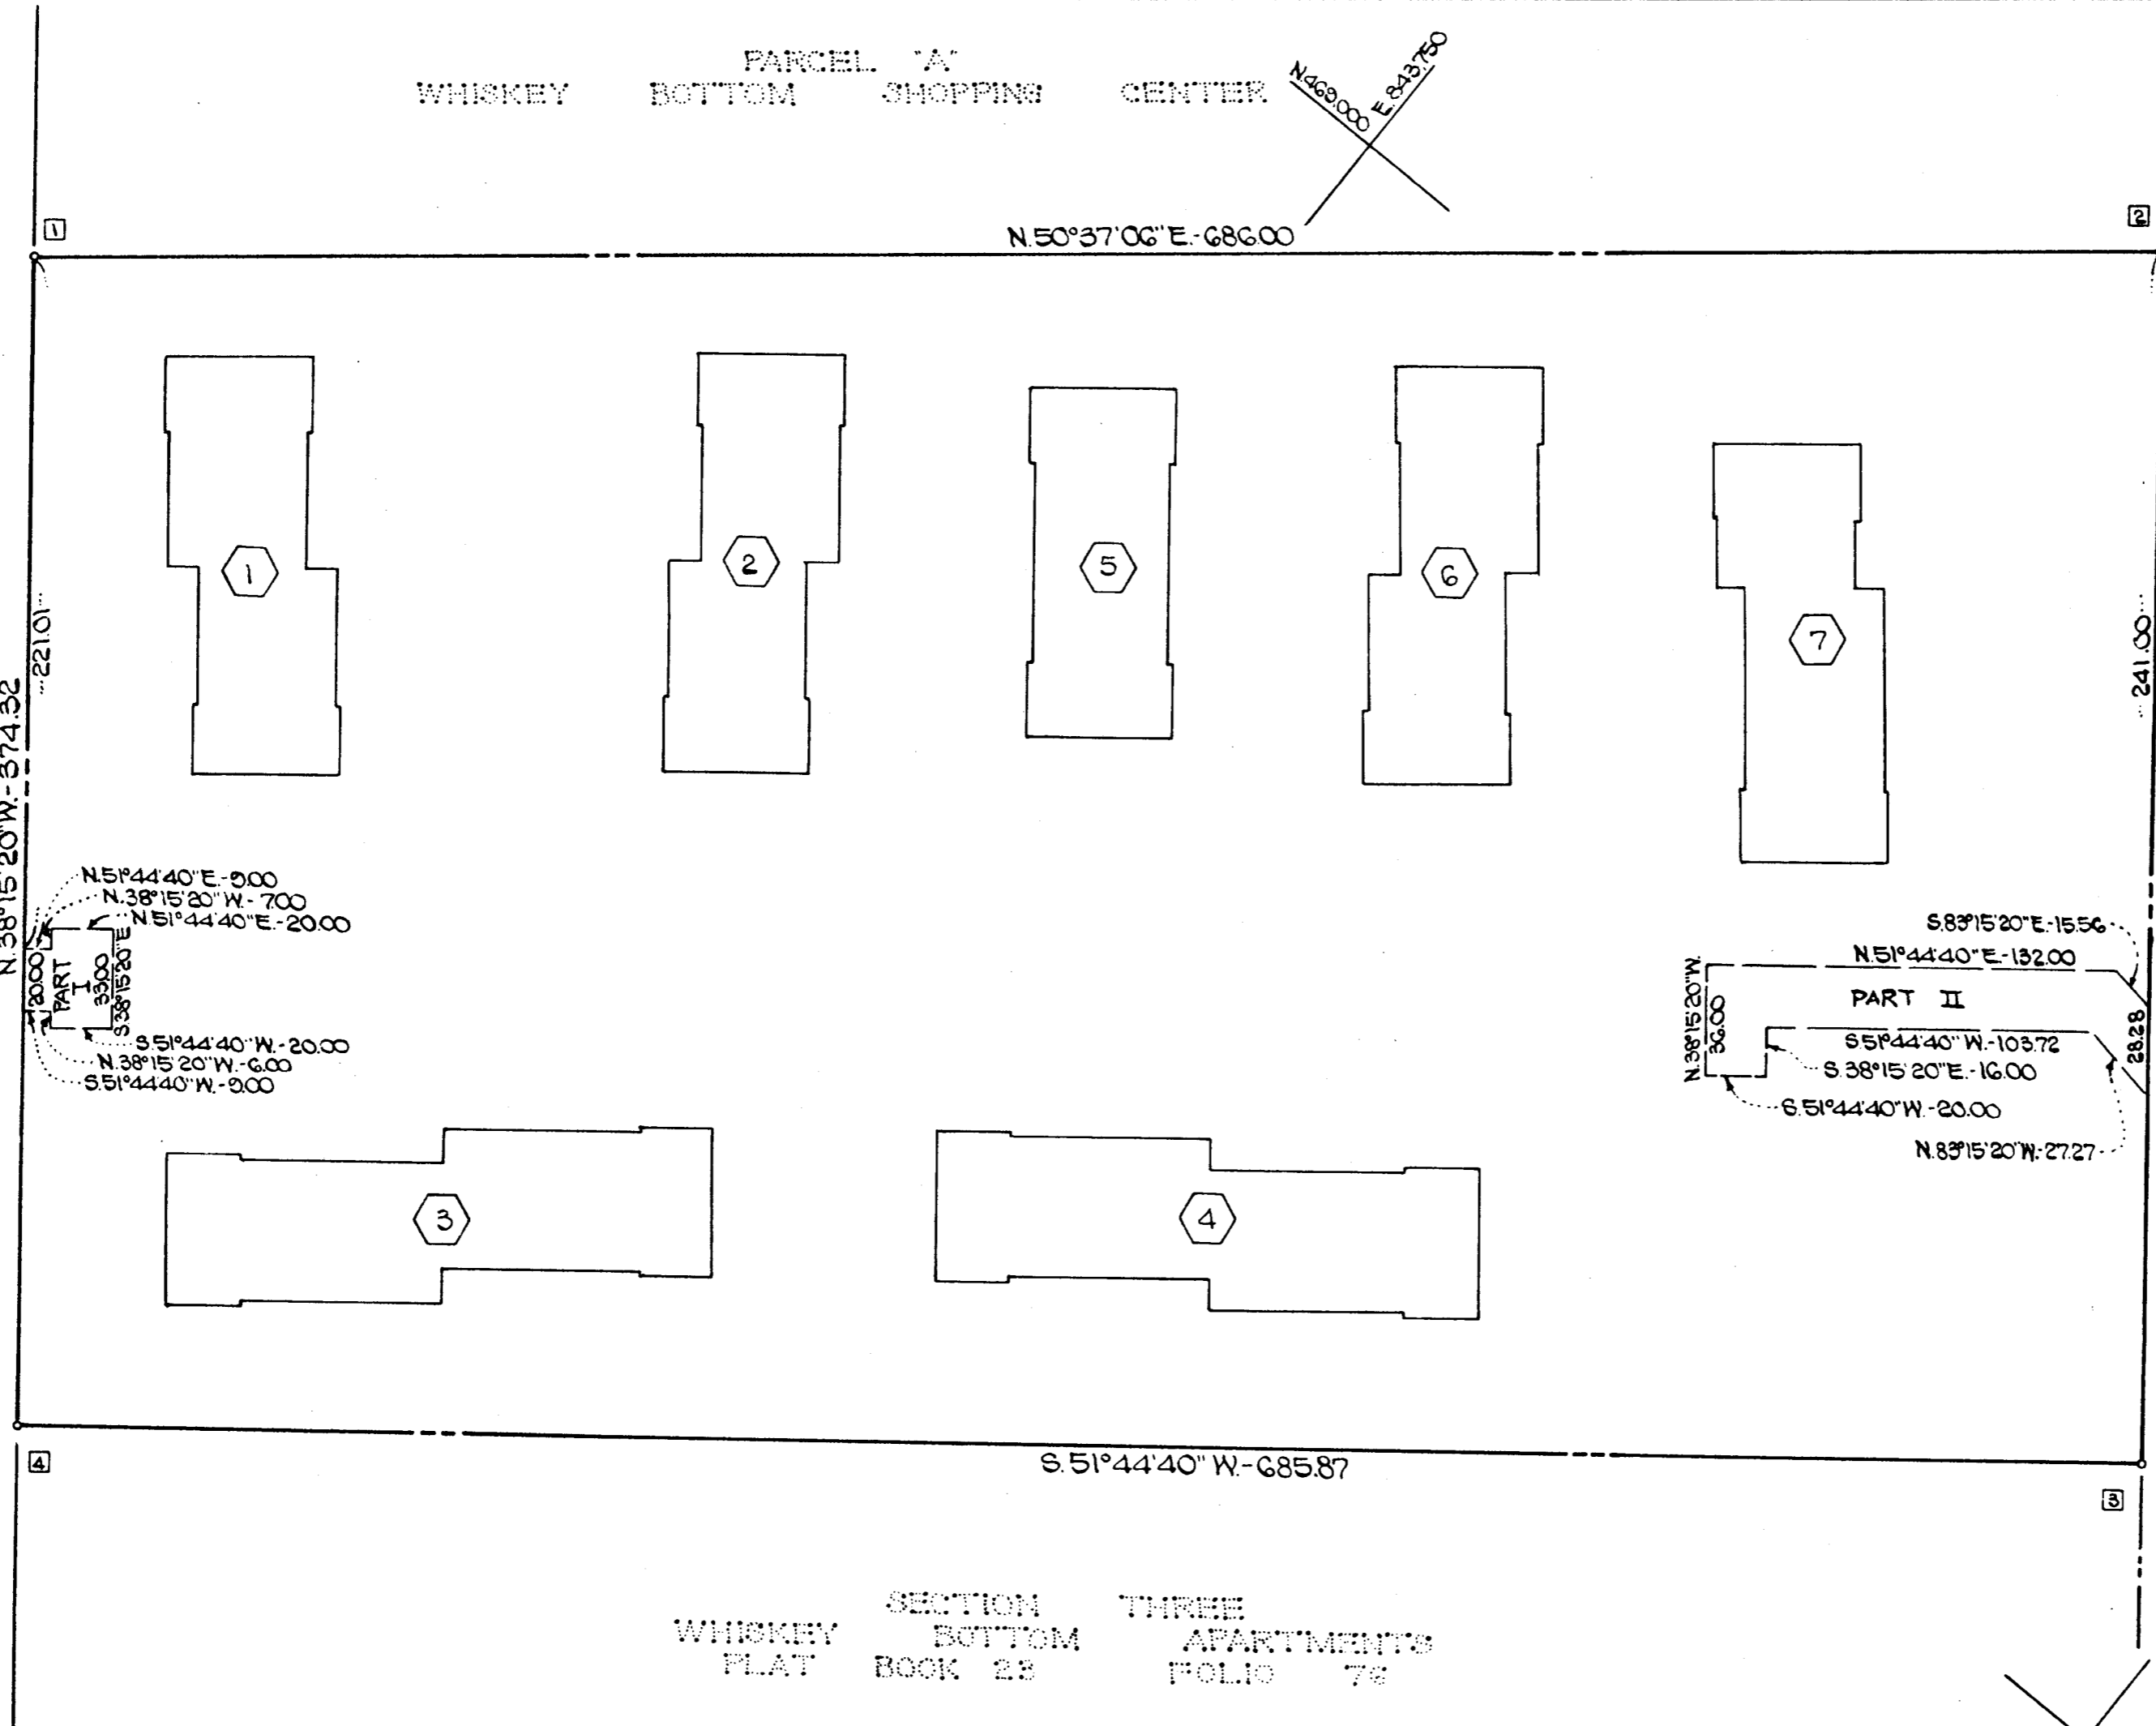 PARCEL "A"
WHISKEY BOTTOM SHOPPING CENTER
N.469.000
E.843.750
1
2
N.50°37'06"E.-686.00
1
2
5
6
7
221.01
N.38°15'20"W.-374.32
241.00
N.51°44'40"E.-9.00
N.38°15'20"W.-7.00
N.51°44'40"E.-20.00
20.00
PART I
33.00
S.38°15'20"E
S.51°44'40"W.-20.00
N.38°15'20"W.-6.00
S.51°44'40"W.-9.00
S.83°15'20"E.-15.56
N.51°44'40"E.-132.00
PART II
N.38°15'20"W.
36.00
28.28
S.51°44'40"W.-103.72
S.38°15'20"E.-16.00
S.51°44'40"W.-20.00
N.83°15'20"W.-27.27
3
4
4
S.51°44'40"W.-685.87
3
SECTION THREE
WHISKEY BOTTOM APARTMENTS
PLAT BOOK 23 FOLIO